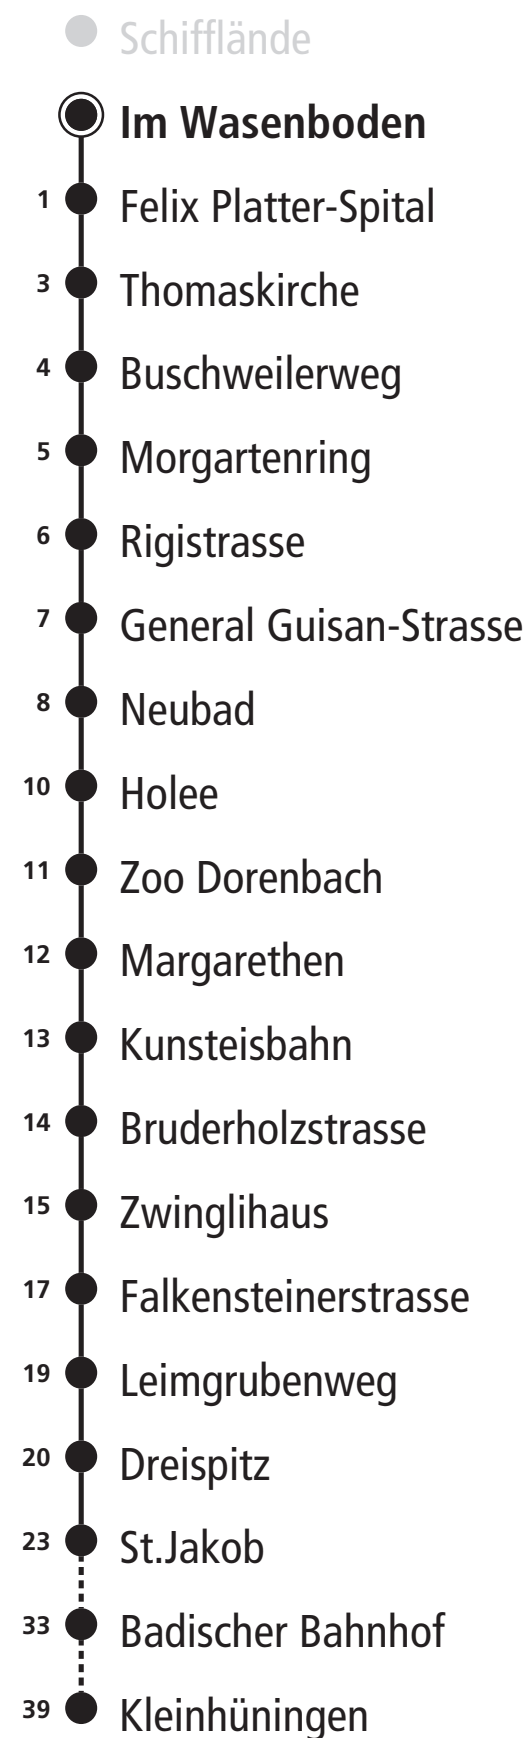 Schifflände
Im Wasenboden
1 Felix Platter-Spital
3 Thomaskirche
4 Buschweilerweg
5 Morgartenring
6 Rigistrasse
7 General Guisan-Strasse
8 Neubad
10 Holee
11 Zoo Dorenbach
12 Margarethen
13 Kunsteisbahn
14 Bruderholzstrasse
15 Zwinglihaus
17 Falkensteinerstrasse
19 Leimgrubenweg
20 Dreispitz
23 St.Jakob
33 Badischer Bahnhof
39 Kleinhüningen